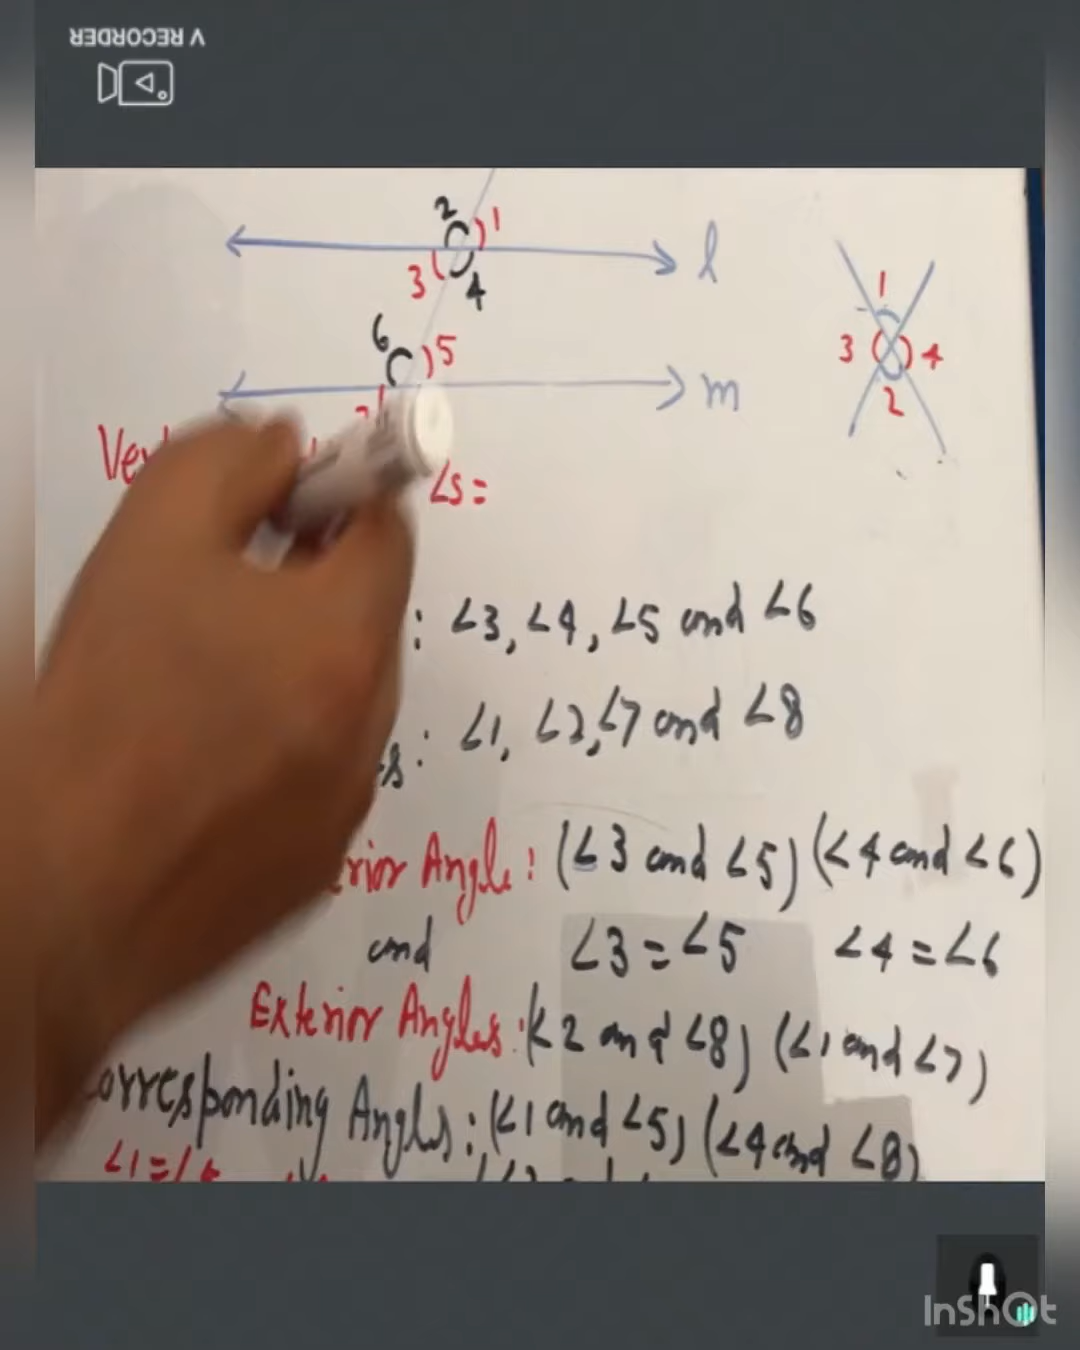 V RECORDER
2 1
l
3 4
6 5
m
1
3 4
2
∠s=
: ∠3, ∠4, ∠5 and ∠6
: ∠1, ∠2, ∠7 and ∠8
Angle: (∠3 and ∠5) (∠4 and ∠6)
and ∠3=∠5 ∠4=∠6
Exterior Angles: (∠2 and ∠8) (∠1 and ∠7)
Angles: (∠1 and ∠5) (∠4 and ∠8)
InShOt